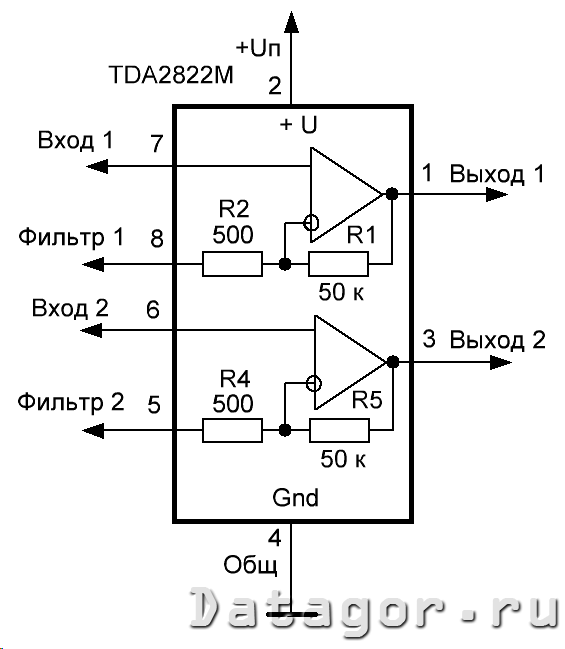 +Uп
TDA2822M
2
+ U
Вход 1 7
1 Выход 1
R2
500
R1
Фильтр 1 8
50 к
Вход 2 6
3 Выход 2
R4
500
R5
Фильтр 2 5
50 к
Gnd
4
Общ
Datagor.ru